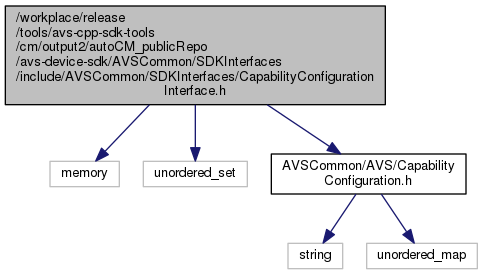 /workplace/release
/tools/avs-cpp-sdk-tools
/cm/output2/autoCM_publicRepo
/avs-device-sdk/AVSCommon/SDKInterfaces
/include/AVSCommon/SDKInterfaces/CapabilityConfiguration
Interface.h
memory
unordered_set
AVSCommon/AVS/Capability
Configuration.h
string
unordered_map